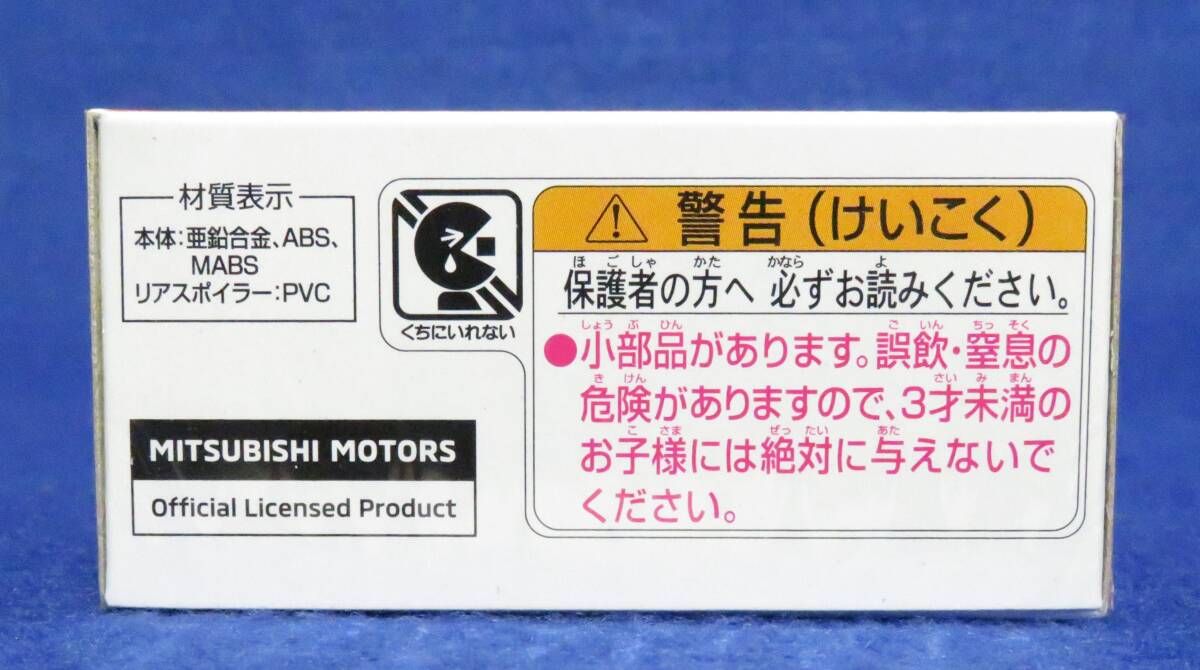 材質表示
本体:亜鉛合金、ABS、
MABS
リアスポイラー:PVC
くちにいれない
MITSUBISHI MOTORS
Official Licensed Product
警告(けいこく)
ほごしゃ かた かなら よ
保護者の方へ 必ずお読みください。
しょうぶひん ごいん ちっそく
●小部品があります。誤飲・窒息の
きけん さいみまん
危険がありますので、3才未満の
こさま ぜったい あた
お子様には絶対に与えないで
ください。